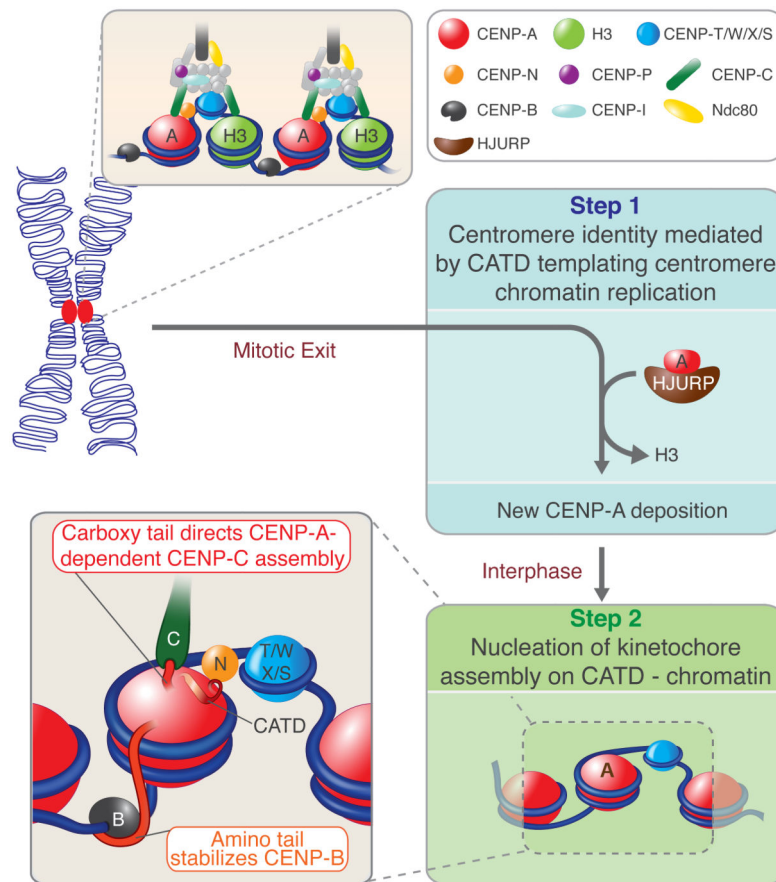 CENP-A
H3
CENP-T/W/X/S
CENP-N
CENP-P
CENP-C
CENP-B
CENP-I
Ndc80
HJURP
A
H3
A
H3
Step 1
Centromere identity mediated
by CATD templating centromere
chromatin replication
Mitotic Exit
A
HJURP
H3
New CENP-A deposition
Interphase
Step 2
Nucleation of kinetochore
assembly on CATD - chromatin
A
Carboxy tail directs CENP-A-
dependent CENP-C assembly
C
N
T/W
X/S
CATD
B
Amino tail
stabilizes CENP-B